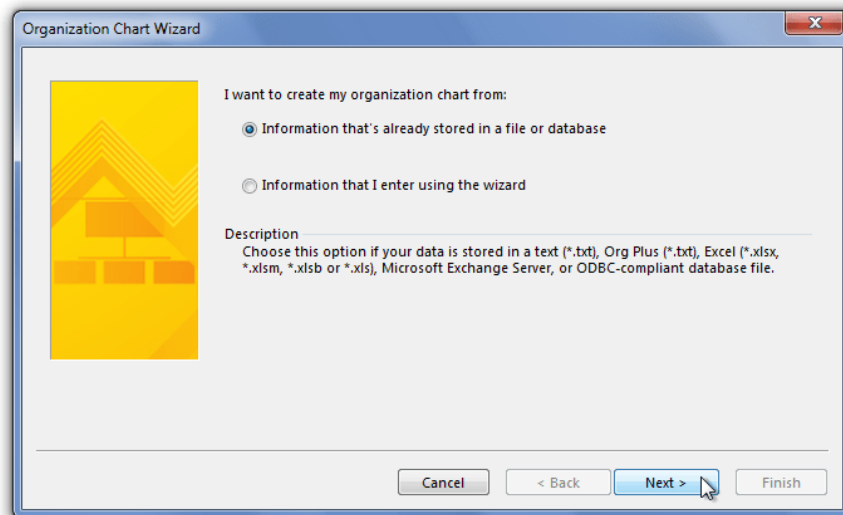 Organization Chart Wizard
I want to create my organization chart from:
Information that's already stored in a file or database
Information that I enter using the wizard
Description
Choose this option if your data is stored in a text (*.txt), Org Plus (*.txt), Excel (*.xlsx,
*.xlsm, *.xlsb or *.xls), Microsoft Exchange Server, or ODBC-compliant database file.
Cancel < Back Next > Finish